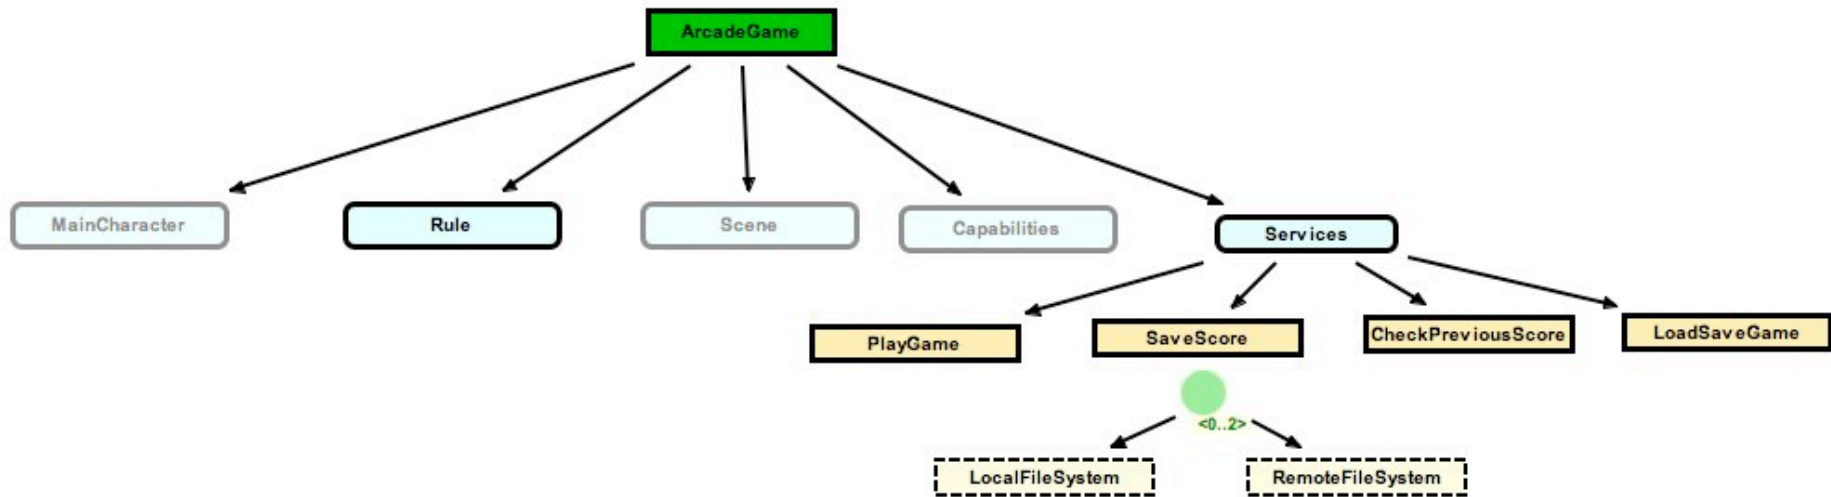 ArcadeGame
MainCharacter
Rule
Scene
Capabilities
Services
PlayGame
SaveScore
CheckPreviousScore
LoadSaveGame
<0..2>
LocalFileSystem
RemoteFileSystem